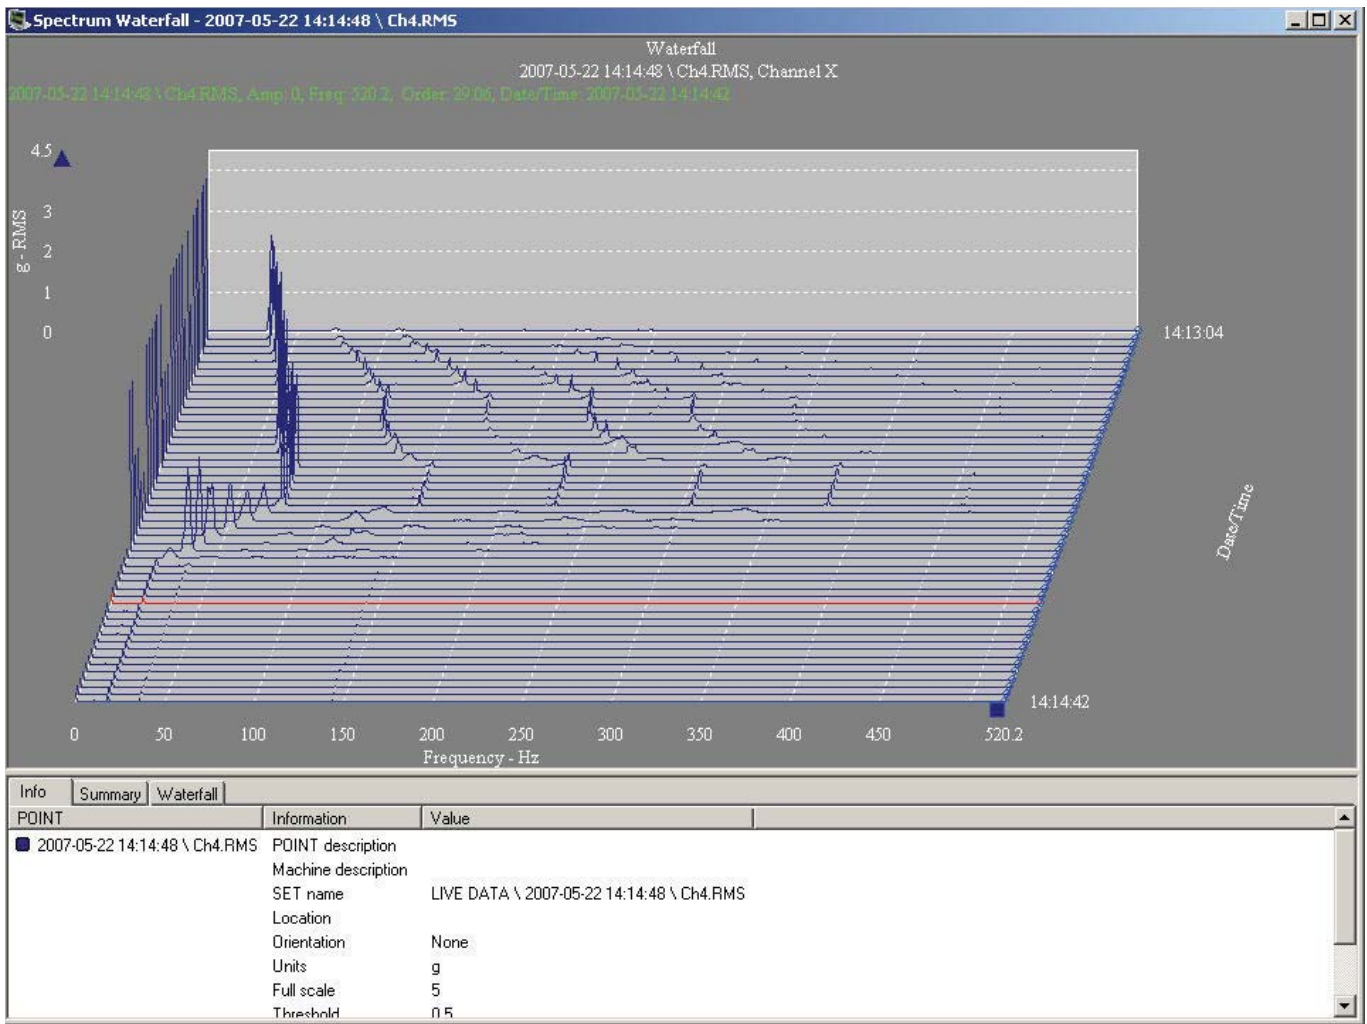 Spectrum Waterfall - 2007-05-22 14:14:48 \ Ch4.RMS
Waterfall
2007-05-22 14:14:48 \ Ch4.RMS, Channel X
2007-05-22 14:14:48 \ Ch4.RMS, Amp: 0, Freq: 520.2, Order: 29.06, Date/Time: 2007-05-22 14:14:42
4.5
3
2
1
0
g - RMS
14:13:04
Date/Time
14:14:42
0 50 100 150 200 250 300 350 400 450 520.2
Frequency - Hz
Info Summary Waterfall
POINT Information Value
2007-05-22 14:14:48 \ Ch4.RMS POINT description
Machine description
SET name LIVE DATA \ 2007-05-22 14:14:48 \ Ch4.RMS
Location
Orientation None
Units g
Full scale 5
Threshold 0.5